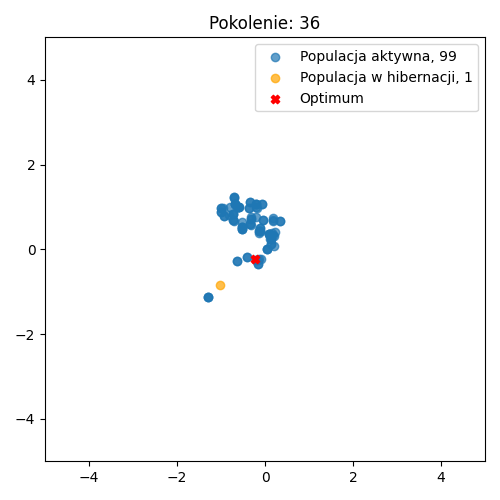 Pokolenie: 36
Populacja aktywna, 99
Populacja w hibernacji, 1
Optimum
4
2
0
−2
−4
−4
−2
0
2
4